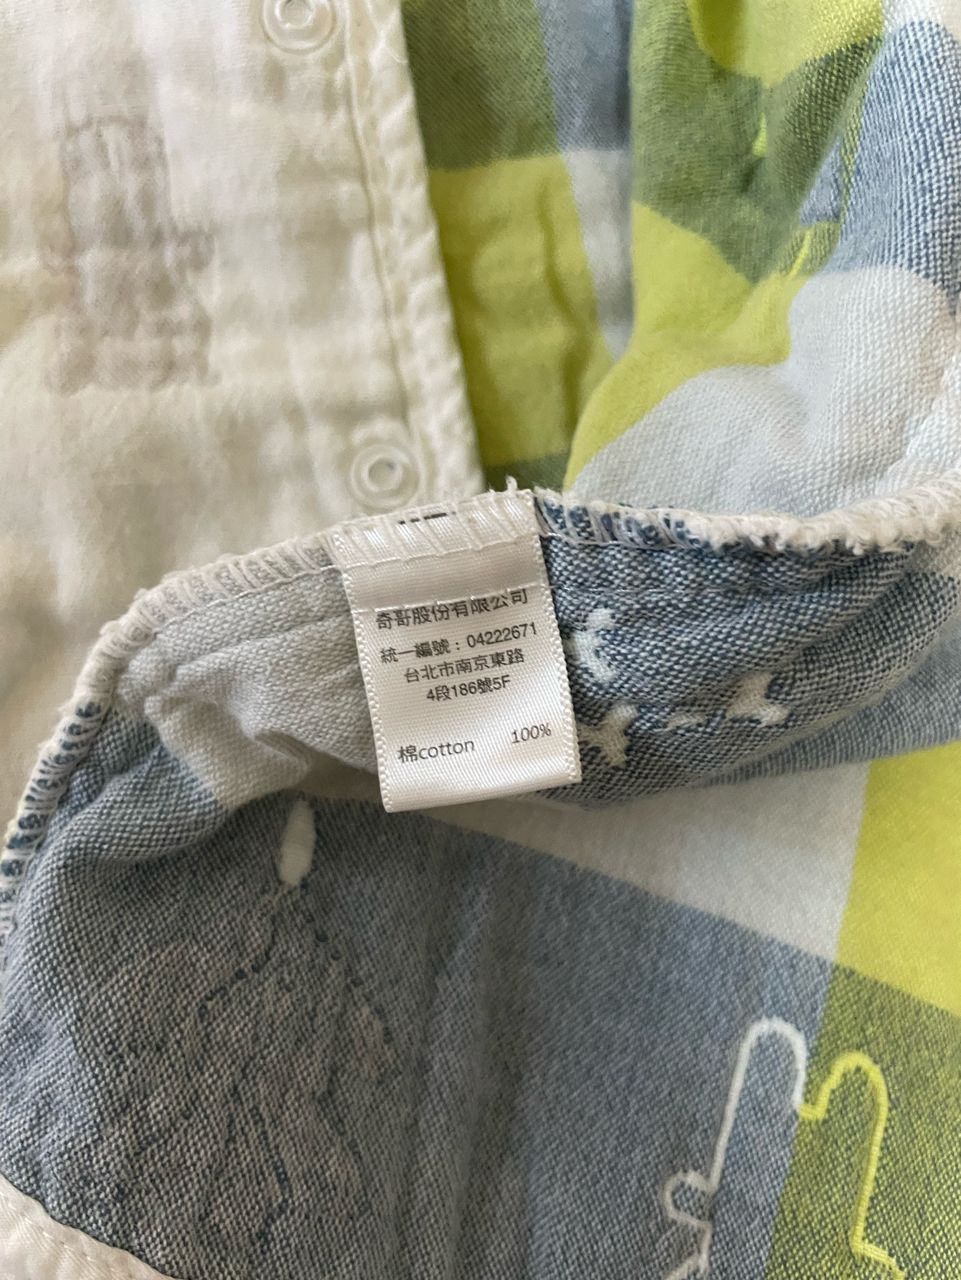 奇哥股份有限公司
統一編號：04222671
台北市南京東路
4段186號5F
棉cotton 100%